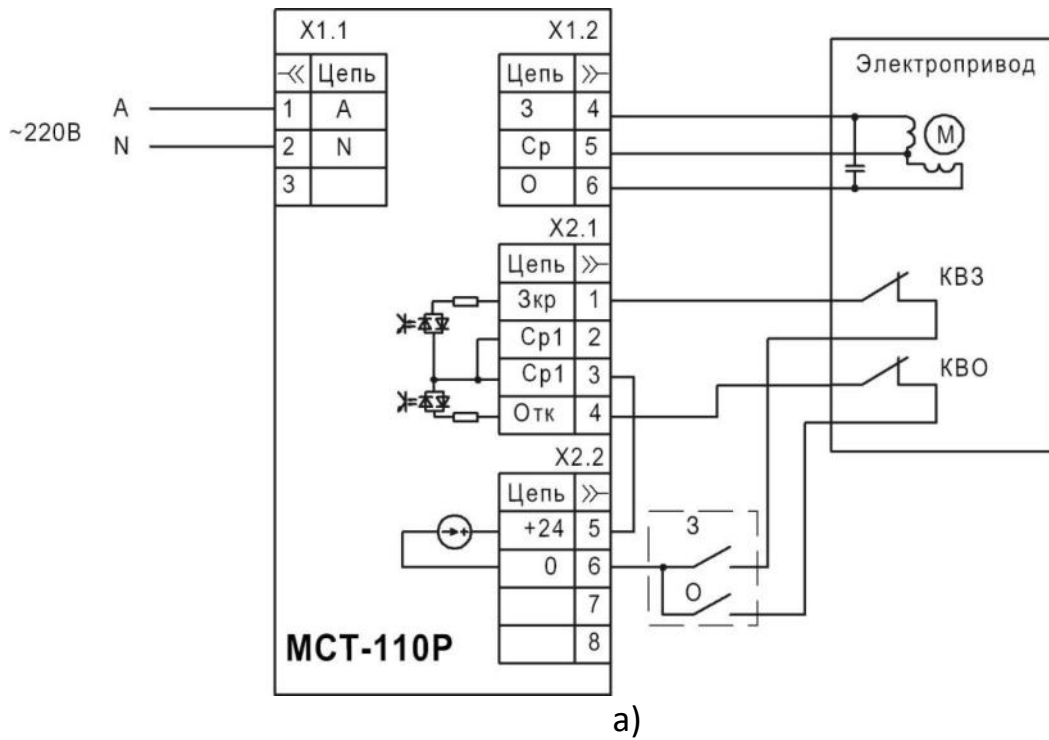 X1.1
X1.2
Цепь
Цепь
Электропривод
~220В
A
1
A
З
4
M
N
2
N
Ср
5
3
О
6
X2.1
Цепь
Зкр
1
КВЗ
Ср1
2
Ср1
3
КВО
Отк
4
X2.2
Цепь
+24
5
З
0
6
О
7
8
МСТ-110Р
а)